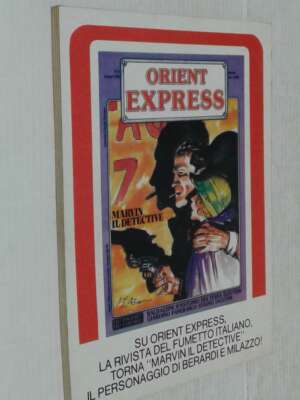 ORIENT
EXPRESS
7
MARVIN
IL DETECTIVE
SU ORIENT EXPRESS,
LA RIVISTA DEL FUMETTO ITALIANO,
TORNA "MARVIN IL DETECTIVE"
IL PERSONAGGIO DI BERARDI E MILAZZO!